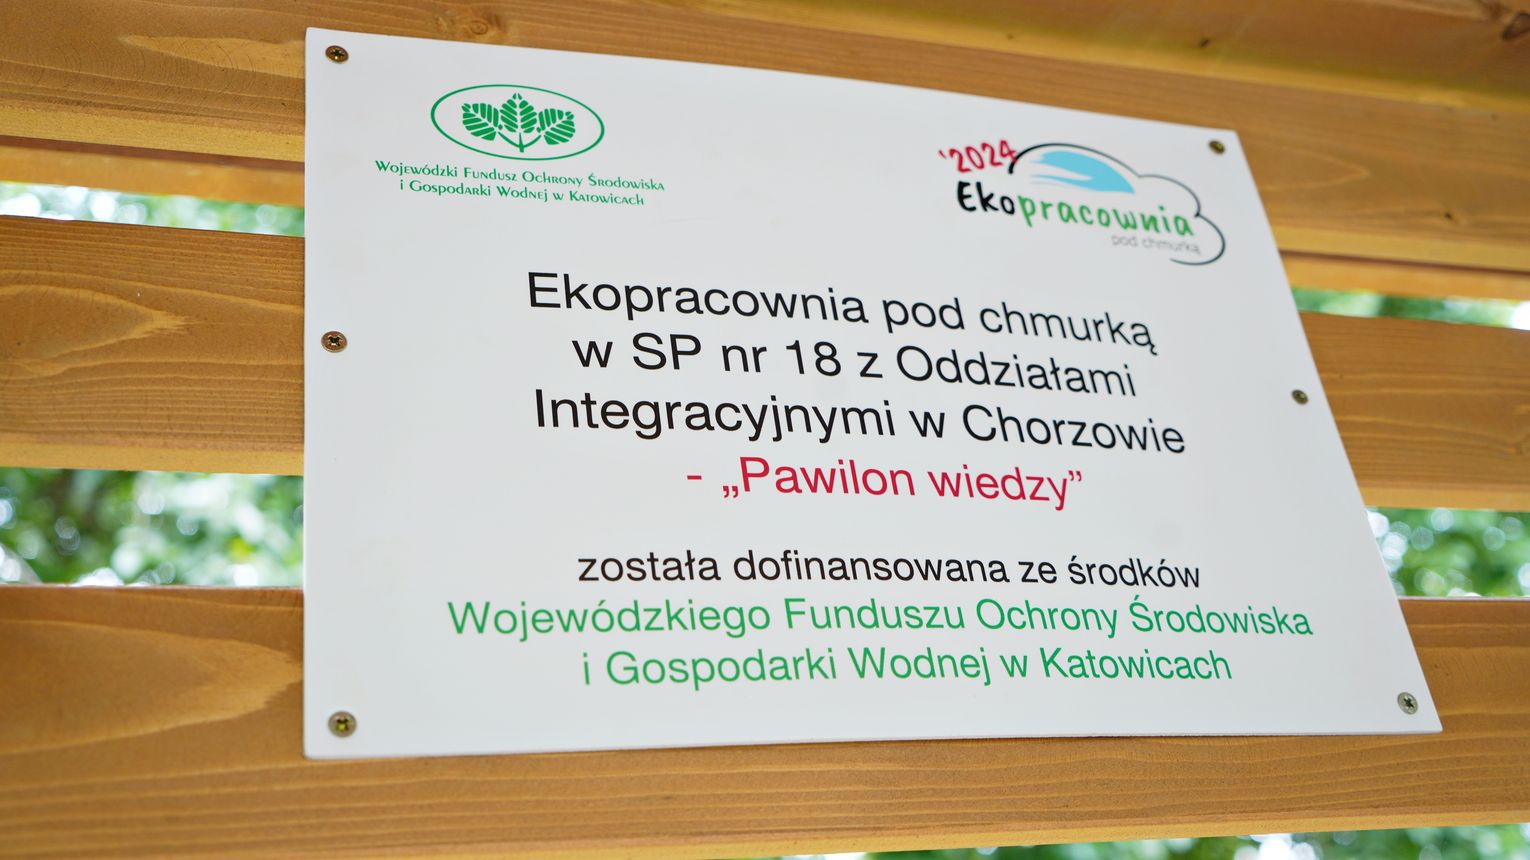 Wojewódzki Fundusz Ochrony Środowiska
i Gospodarki Wodnej w Katowicach
'2024
Ekopracownia
pod chmurką
Ekopracownia pod chmurką
w SP nr 18 z Oddziałami
Integracyjnymi w Chorzowie
- „Pawilon wiedzy”
została dofinansowana ze środków
Wojewódzkiego Funduszu Ochrony Środowiska
i Gospodarki Wodnej w Katowicach